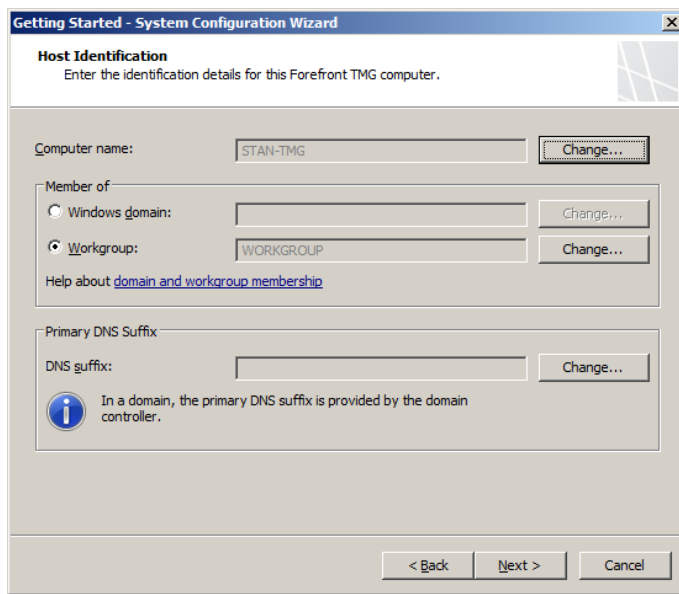 Getting Started - System Configuration Wizard
Host Identification
Enter the identification details for this Forefront TMG computer.
Computer name:
STAN-TMG
Change...
Member of
Windows domain:
Change...
Workgroup:
WORKGROUP
Change...
Help about domain and workgroup membership
Primary DNS Suffix
DNS suffix:
Change...
In a domain, the primary DNS suffix is provided by the domain
controller.
< Back
Next >
Cancel